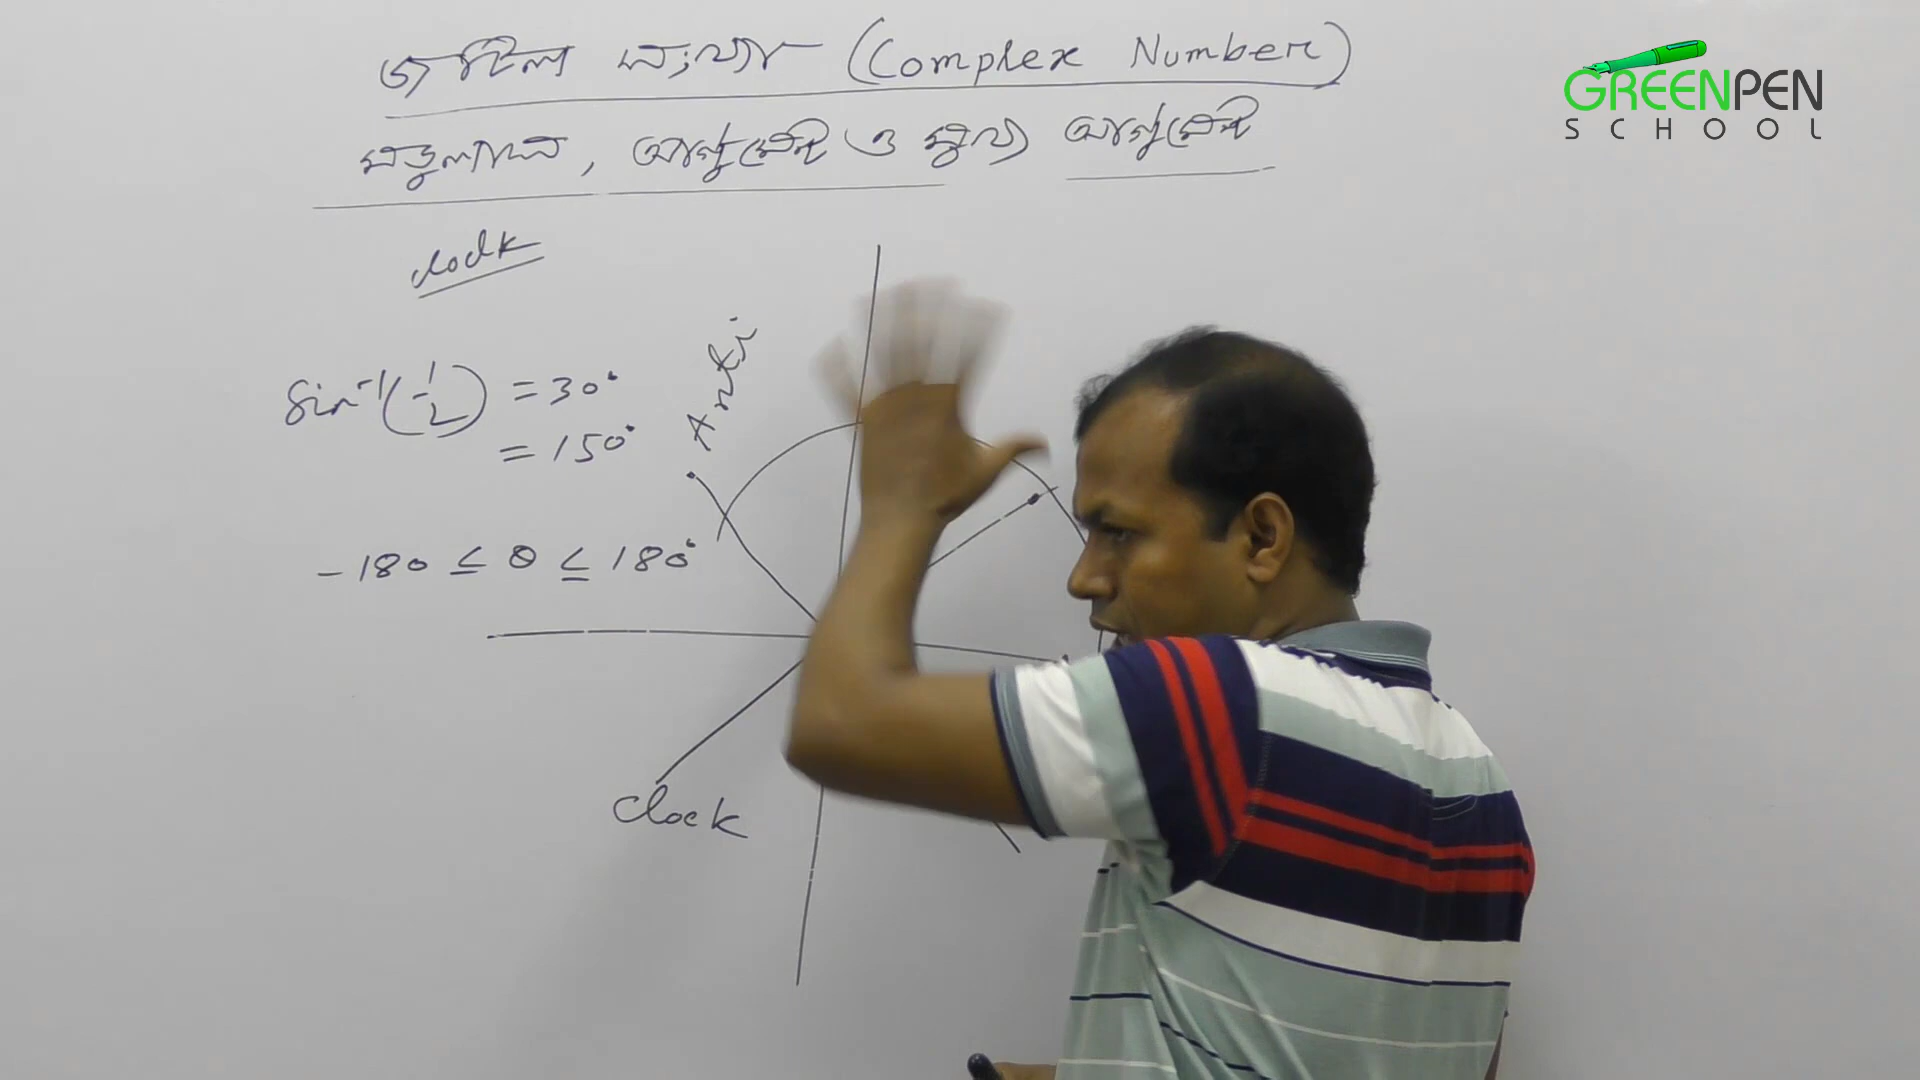 জটিল সংখ্যা (Complex Number)
মডুলাস, আর্গুমেন্ট ও মুখ্য আর্গুমেন্ট
GREENPEN
SCHOOL
clock
Anti
Sin⁻¹(1/2) = 30°
= 150°
-180 ≤ θ ≤ 180°
Clock